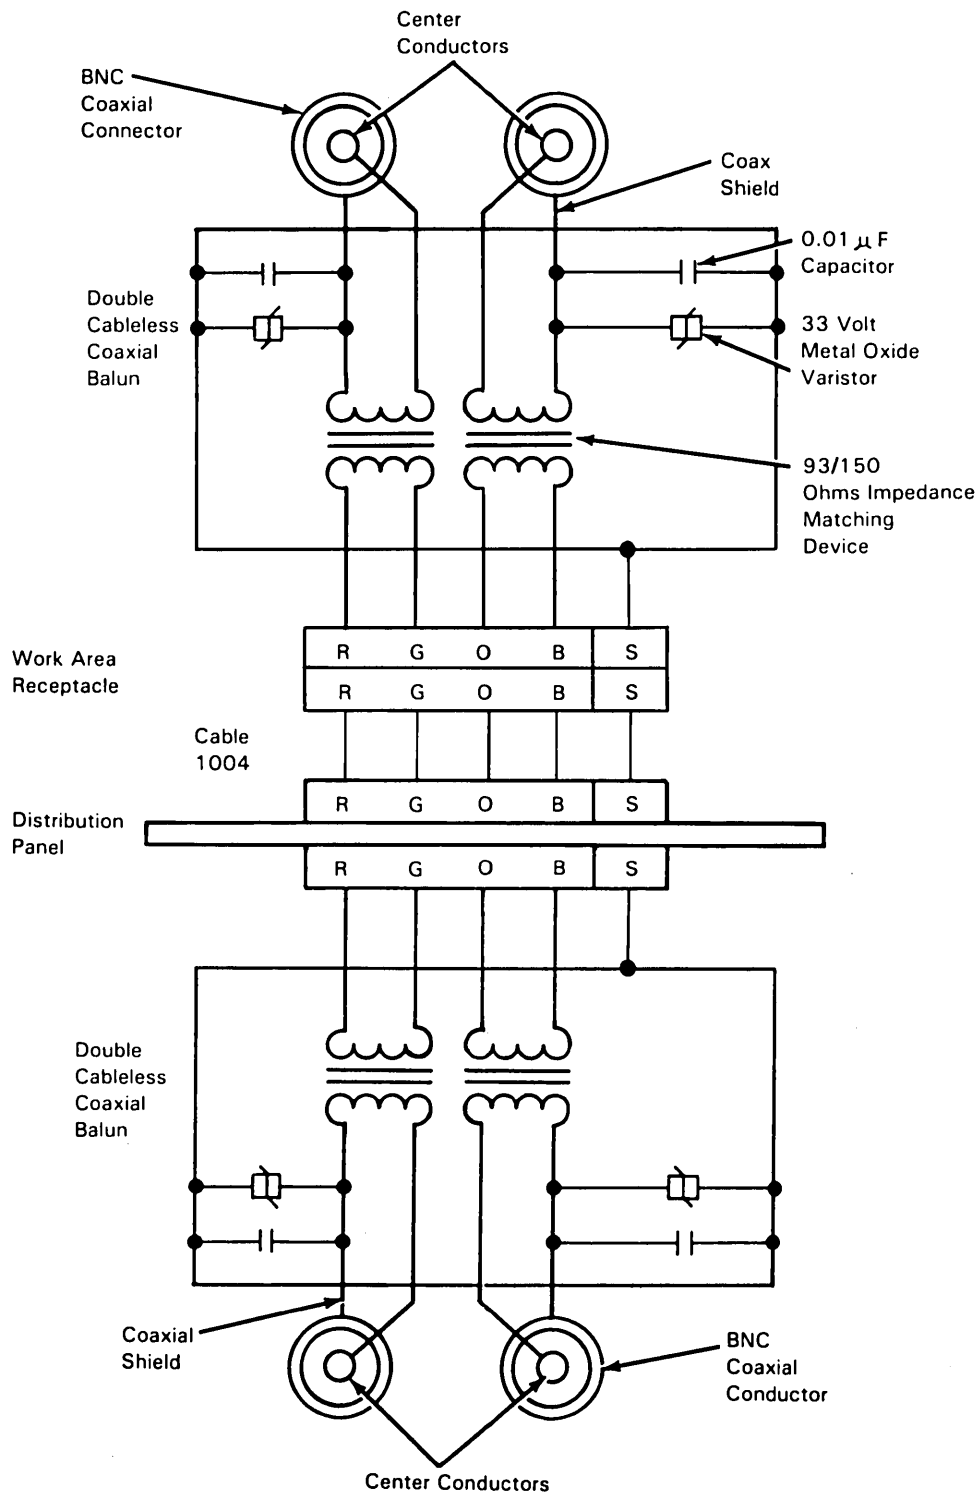 Center
Conductors
BNC
Coaxial
Connector
Coax
Shield
0.01 μF
Capacitor
Double
Cableless
Coaxial
Balun
33 Volt
Metal Oxide
Varistor
93/150
Ohms Impedance
Matching
Device
Work Area
Receptacle
R G O B S
R G O B S
Cable
1004
Distribution
Panel
R G O B S
R G O B S
Double
Cableless
Coaxial
Balun
Coaxial
Shield
BNC
Coaxial
Conductor
Center Conductors